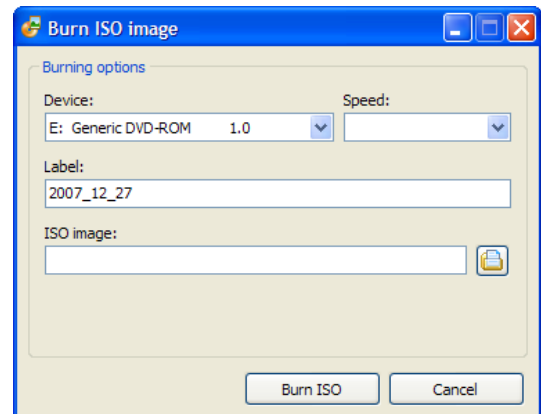 Burn ISO image
Burning options
Device: Speed:
E: Generic DVD-ROM 1.0
Label:
2007_12_27
ISO image:
Burn ISO Cancel